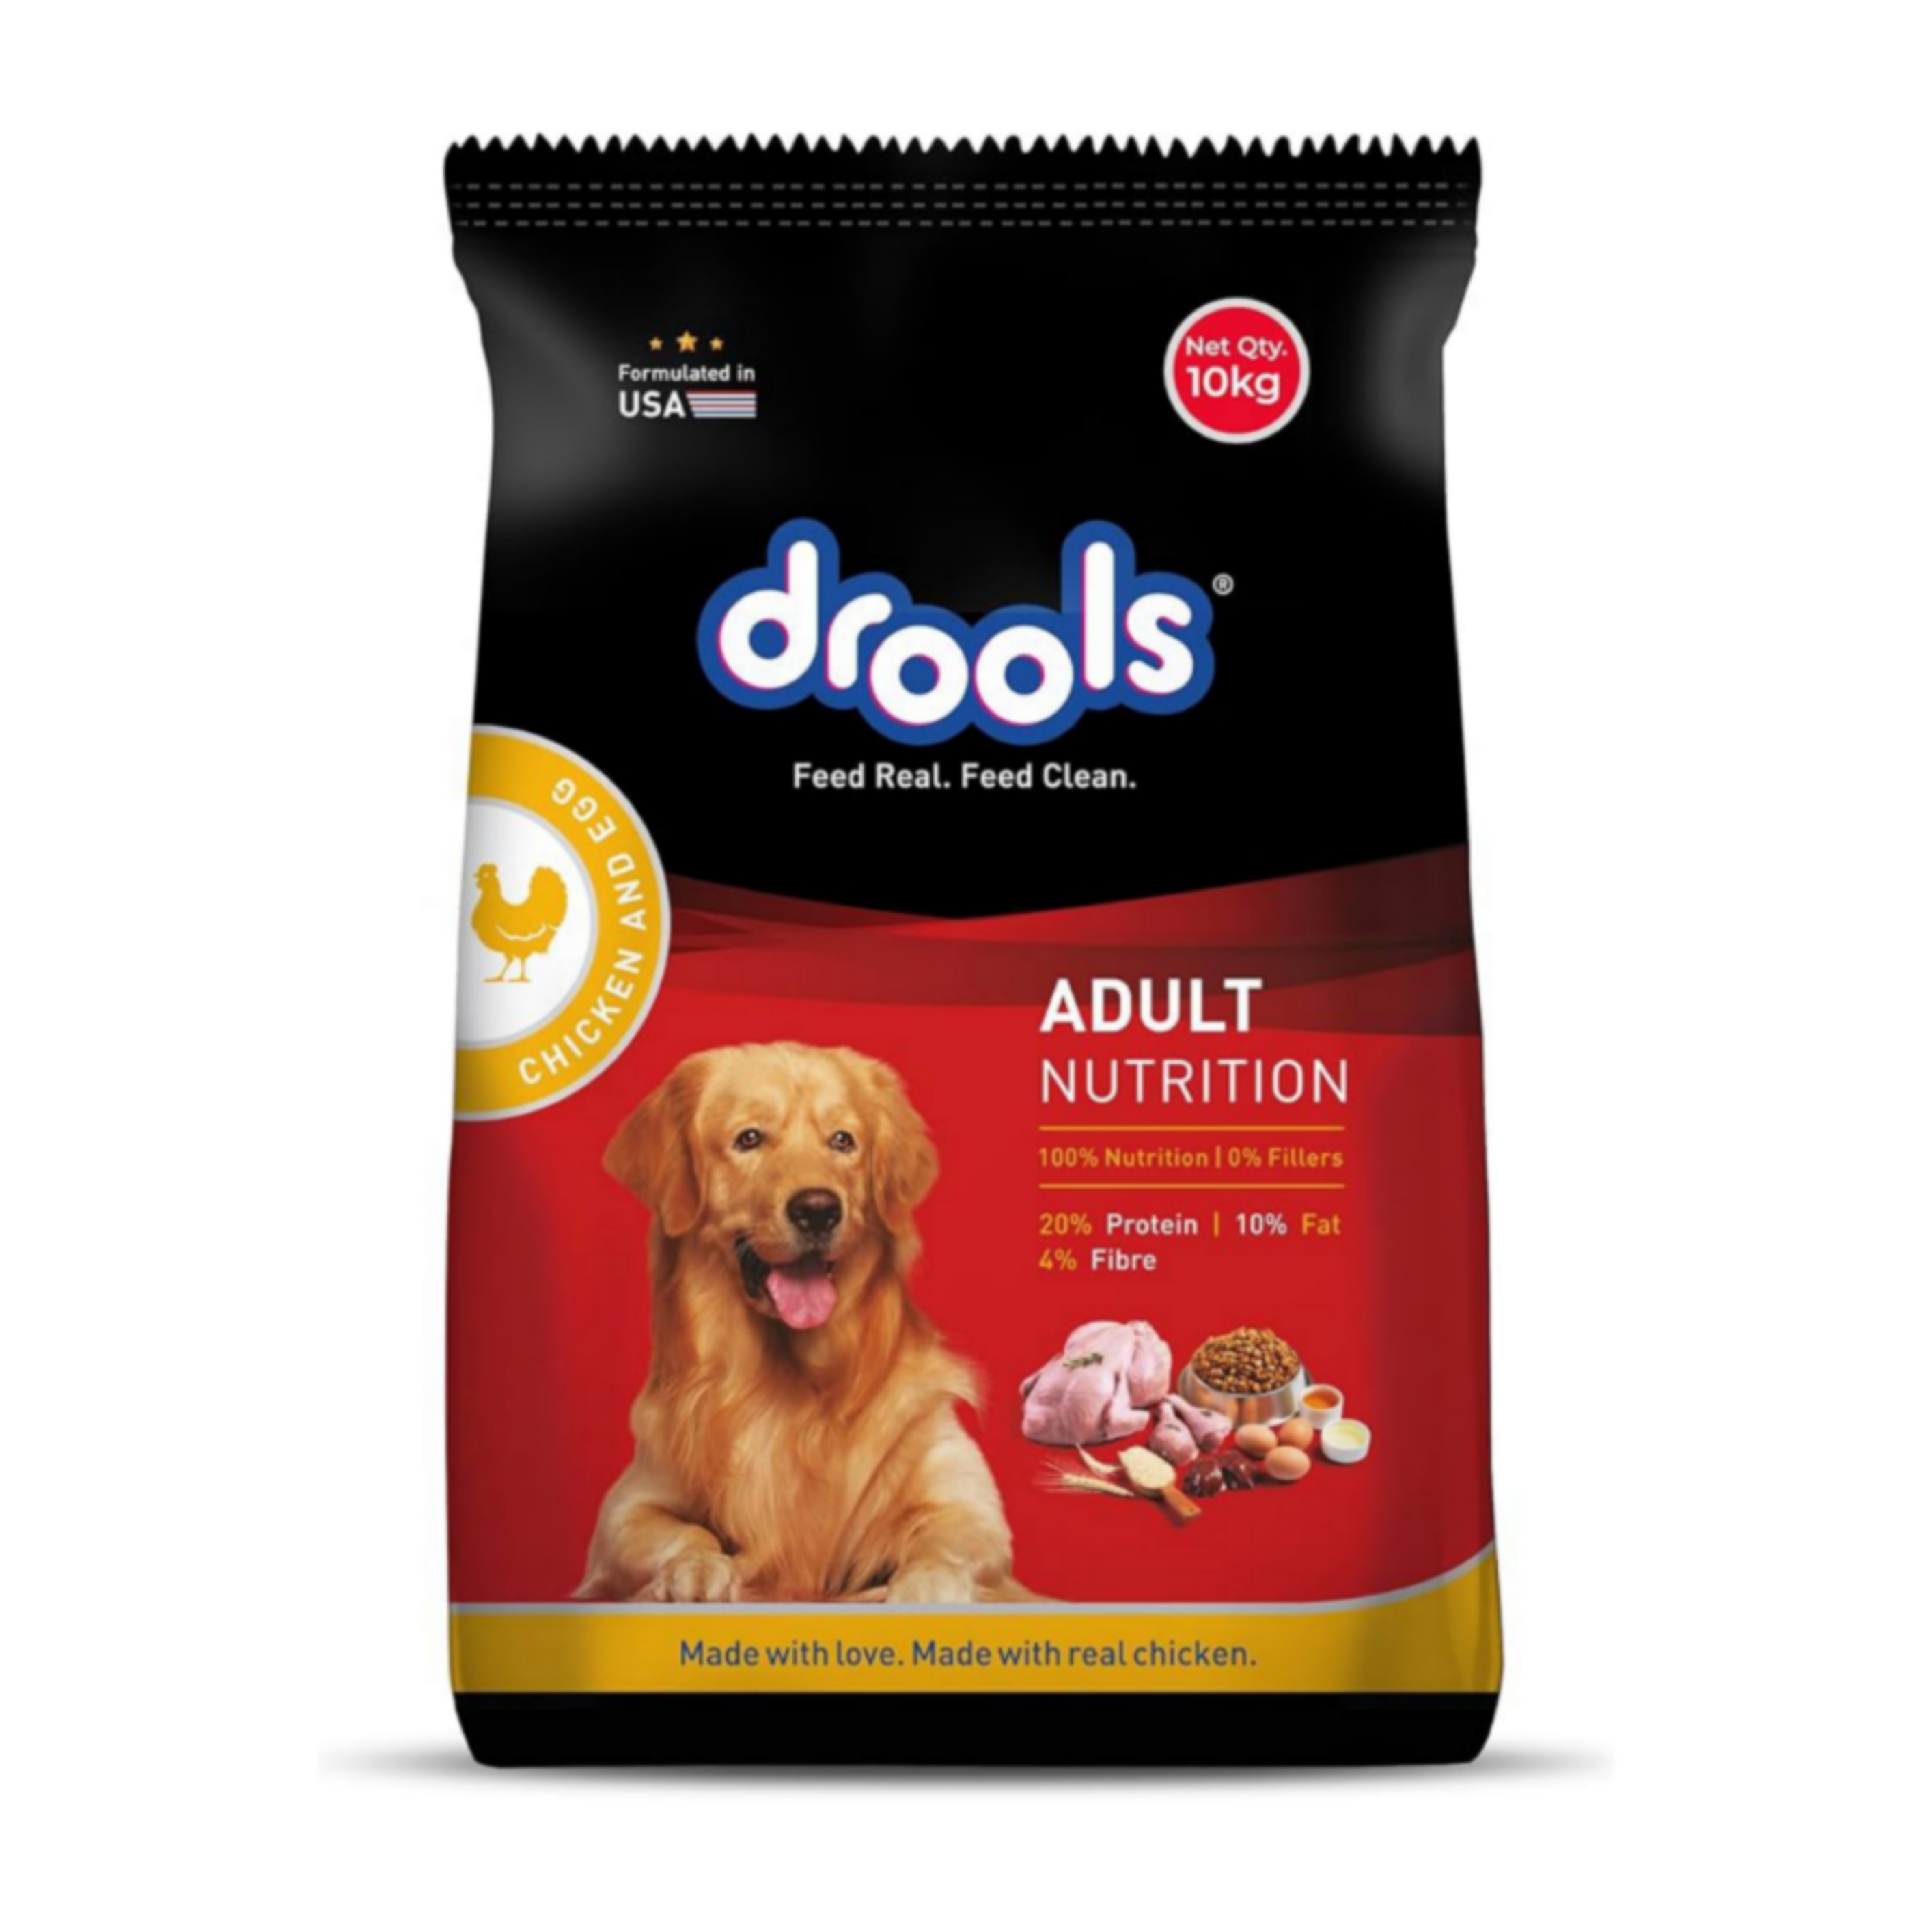 Formulated in
USA
Net Qty.
10kg
drools®
Feed Real. Feed Clean.
CHICKEN AND EGG
ADULT
NUTRITION
100% Nutrition | 0% Fillers
20% Protein | 10% Fat
4% Fibre
Made with love. Made with real chicken.